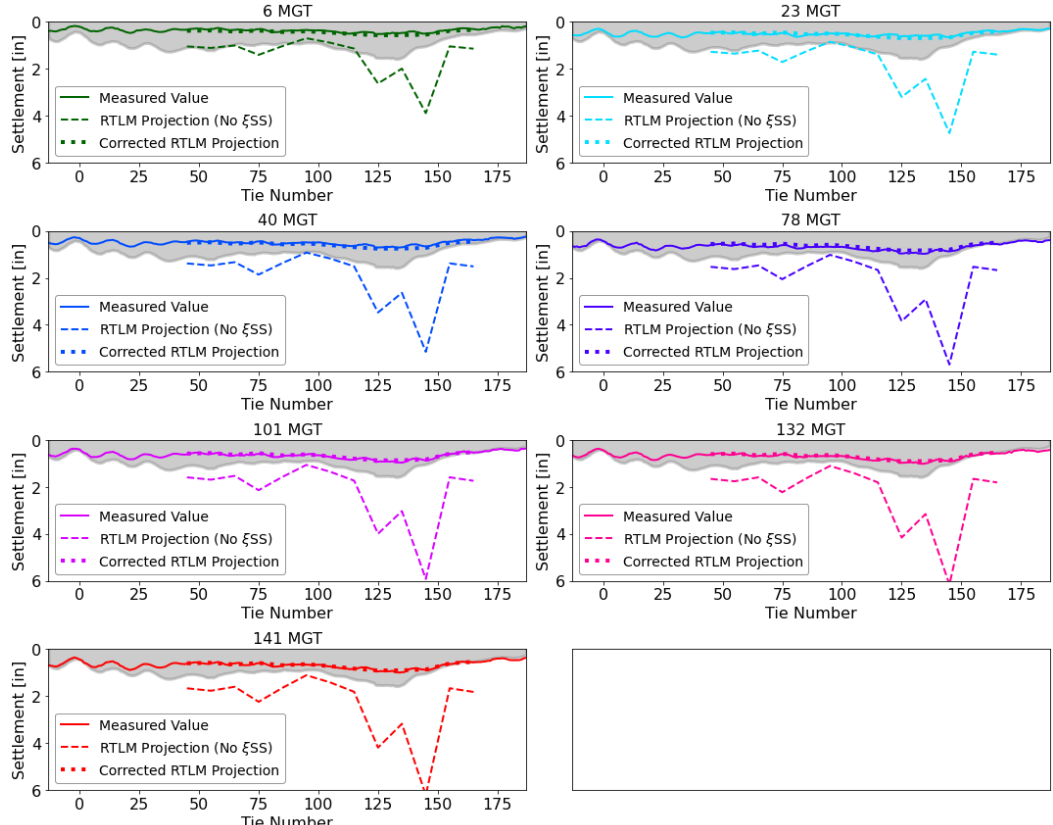 6 MGT
Settlement [in]
0
2
4
6
Measured Value
RTLM Projection (No ξSS)
Corrected RTLM Projection
0 25 50 75 100 125 150 175
Tie Number
23 MGT
Settlement [in]
0
2
4
6
Measured Value
RTLM Projection (No ξSS)
Corrected RTLM Projection
0 25 50 75 100 125 150 175
Tie Number
40 MGT
Settlement [in]
0
2
4
6
Measured Value
RTLM Projection (No ξSS)
Corrected RTLM Projection
0 25 50 75 100 125 150 175
Tie Number
78 MGT
Settlement [in]
0
2
4
6
Measured Value
RTLM Projection (No ξSS)
Corrected RTLM Projection
0 25 50 75 100 125 150 175
Tie Number
101 MGT
Settlement [in]
0
2
4
6
Measured Value
RTLM Projection (No ξSS)
Corrected RTLM Projection
0 25 50 75 100 125 150 175
Tie Number
132 MGT
Settlement [in]
0
2
4
6
Measured Value
RTLM Projection (No ξSS)
Corrected RTLM Projection
0 25 50 75 100 125 150 175
Tie Number
141 MGT
Settlement [in]
0
2
4
6
Measured Value
RTLM Projection (No ξSS)
Corrected RTLM Projection
0 25 50 75 100 125 150 175
Tie Number